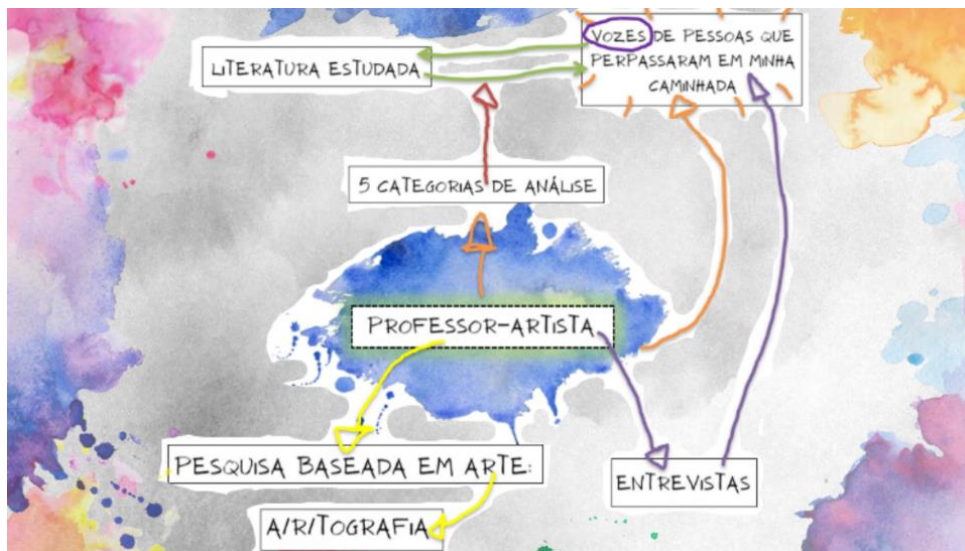 VOZES DE PESSOAS QUE
PERPASSARAM EM MINHA
CAMINHADA
LITERATURA ESTUDADA
5 CATEGORIAS DE ANÁLISE
PROFESSOR-ARTISTA
PESQUISA BASEADA EM ARTE:
ENTREVISTAS
A/R/TOGRAFIA